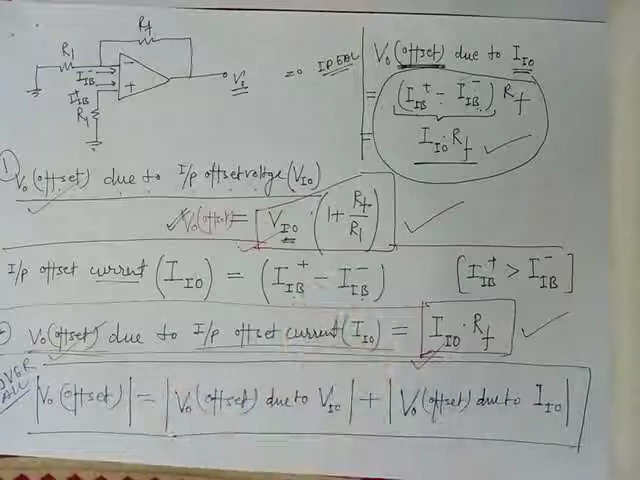 R1
Rf
IIB-
IIB+
R1
-
+
Vo
=0 IDEAL
Vo(offset) due to IIO
= (IIB+ - IIB-) Rf
= IIO.Rf
① Vo(offset) due to I/p offset voltage (VIO)
Vo(offset) = VIO (1 + Rf/R1)
I/p offset current (IIO) = (IIB+ - IIB-) [IIB+ > IIB-]
Vo(offset) due to I/p offset current (IIO) = IIO.Rf
OVER ALL
|Vo(offset)| = |Vo(offset) due to VIO| + |Vo(offset) due to IIO|